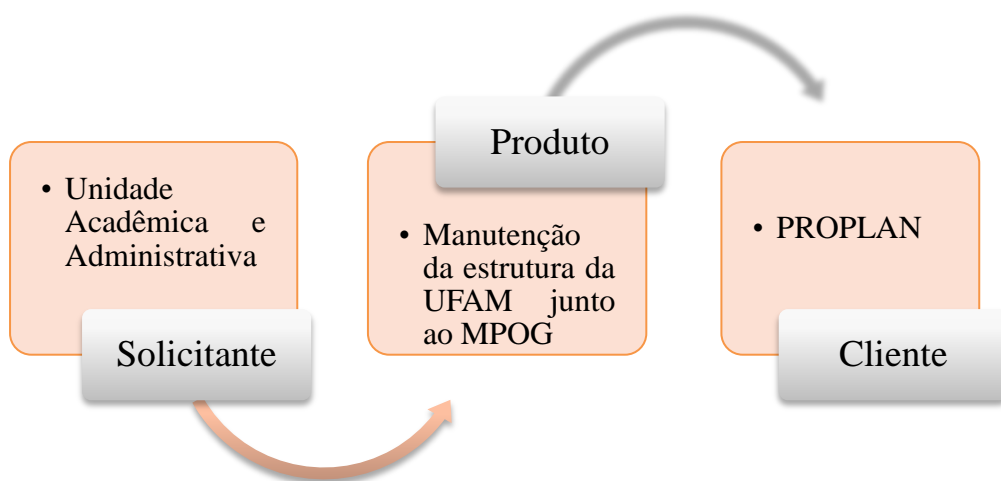 • Unidade
Acadêmica e
Administrativa
Solicitante
Produto
• Manutenção
da estrutura da
UFAM junto
ao MPOG
• PROPLAN
Cliente